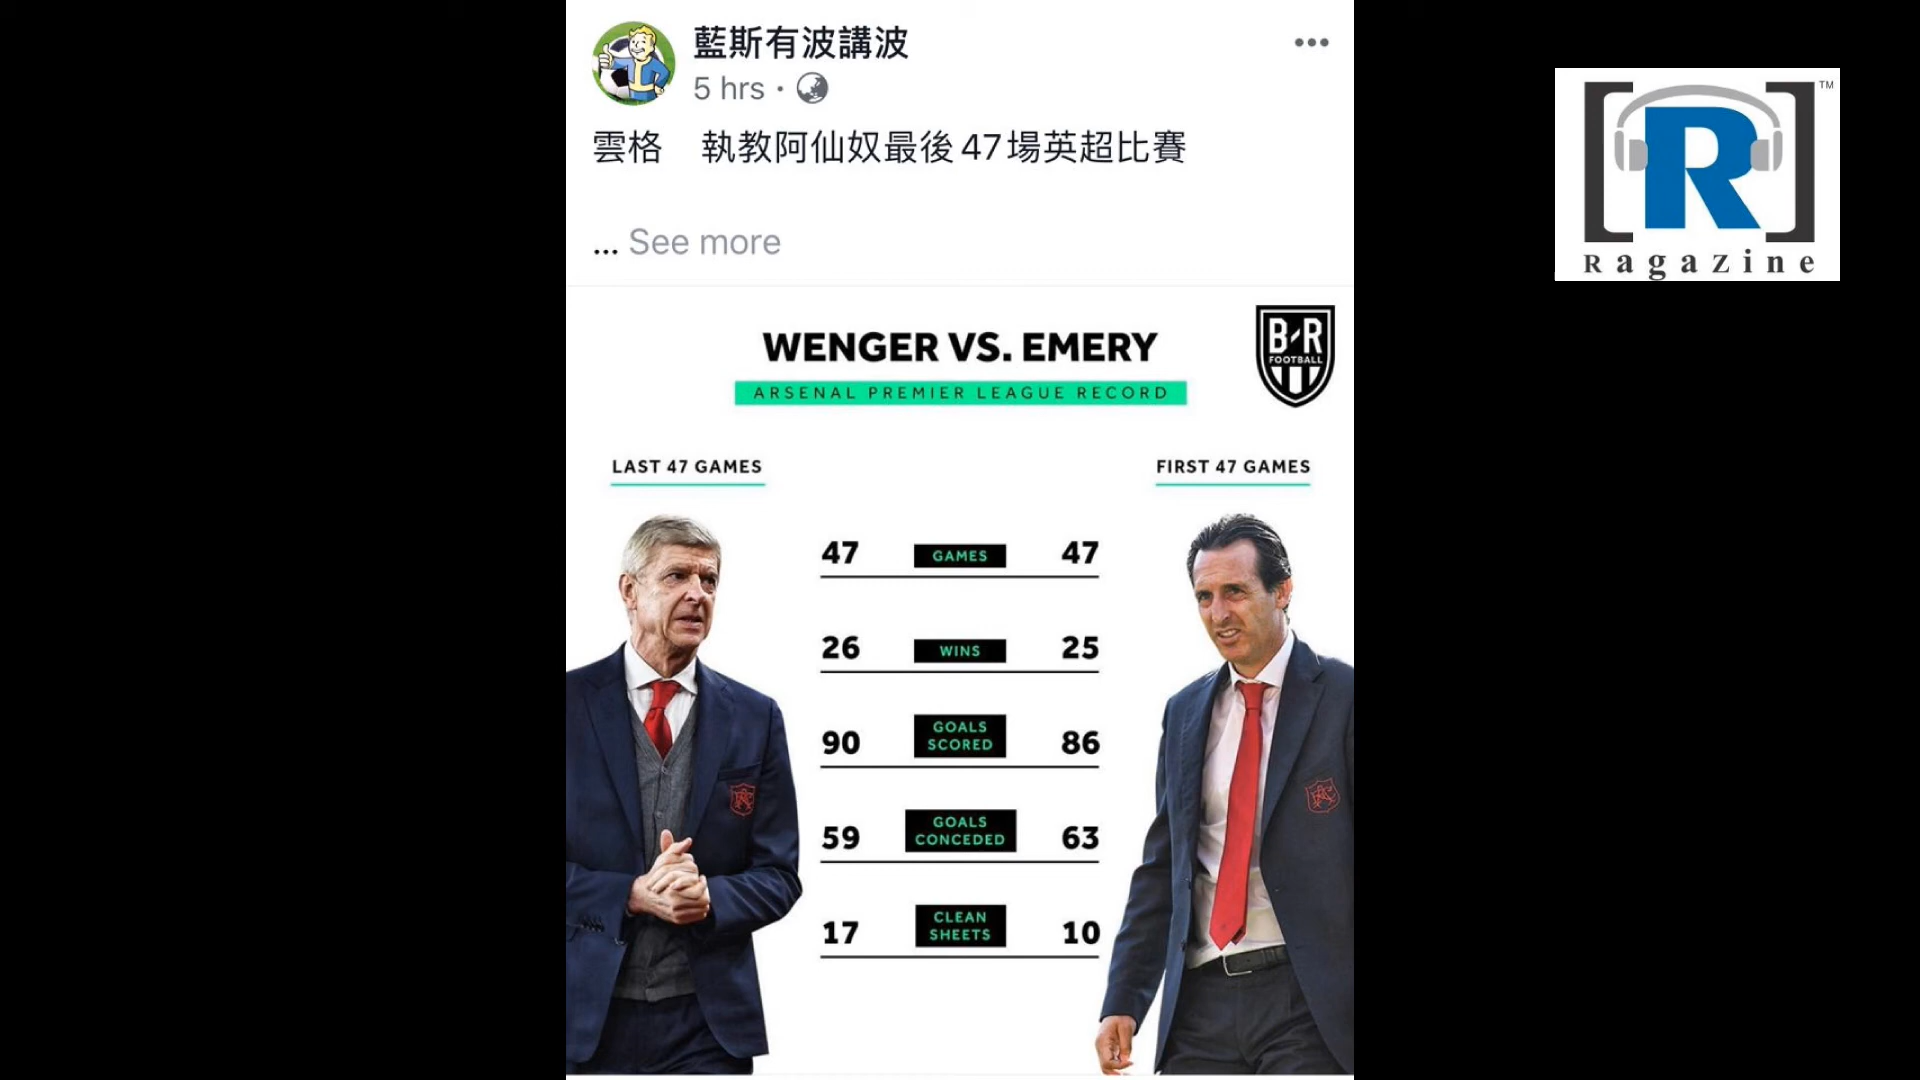 藍斯有波講波
5 hrs
雲格 執教阿仙奴最後47場英超比賽
... See more
[R]™
Ragazine
WENGER VS. EMERY
ARSENAL PREMIER LEAGUE RECORD
B/R
FOOTBALL
LAST 47 GAMES
FIRST 47 GAMES
47 GAMES 47
26 WINS 25
90 GOALS SCORED 86
59 GOALS CONCEDED 63
17 CLEAN SHEETS 10